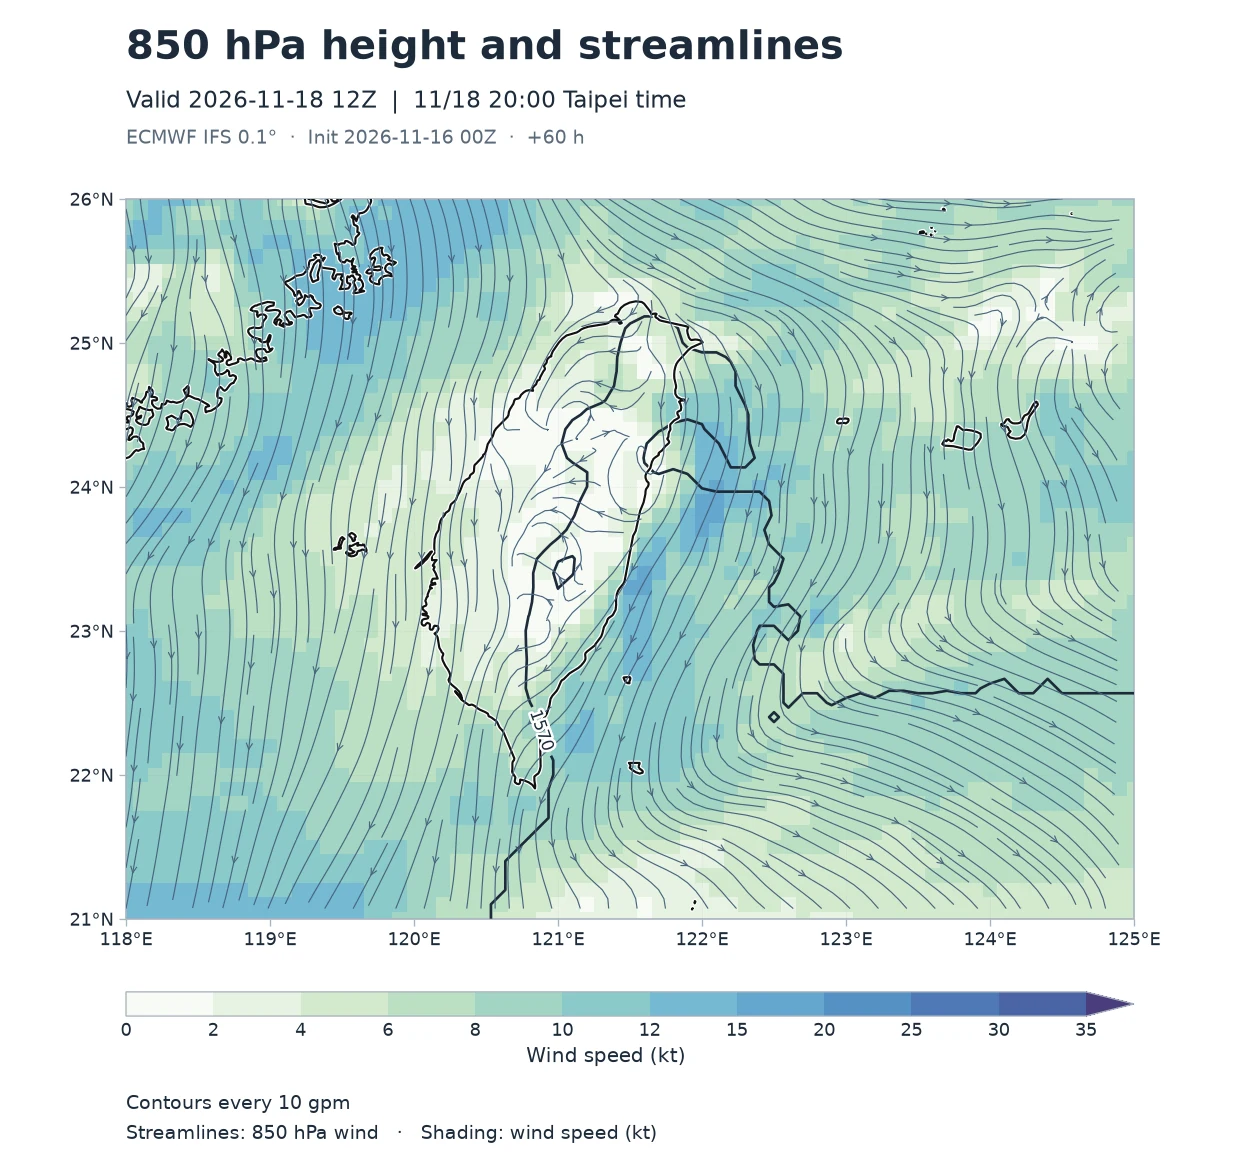 850 hPa height and streamlines
Valid 2026-11-18 12Z | 11/18 20:00 Taipei time
ECMWF IFS 0.1° · Init 2026-11-16 00Z · +60 h
26°N
25°N
24°N
23°N
1570
22°N
21°N
118°E 119°E 120°E 121°E 122°E 123°E 124°E 125°E
0 2 4 6 8 10 12 15 20 25 30 35
Wind speed (kt)
Contours every 10 gpm
Streamlines: 850 hPa wind · Shading: wind speed (kt)